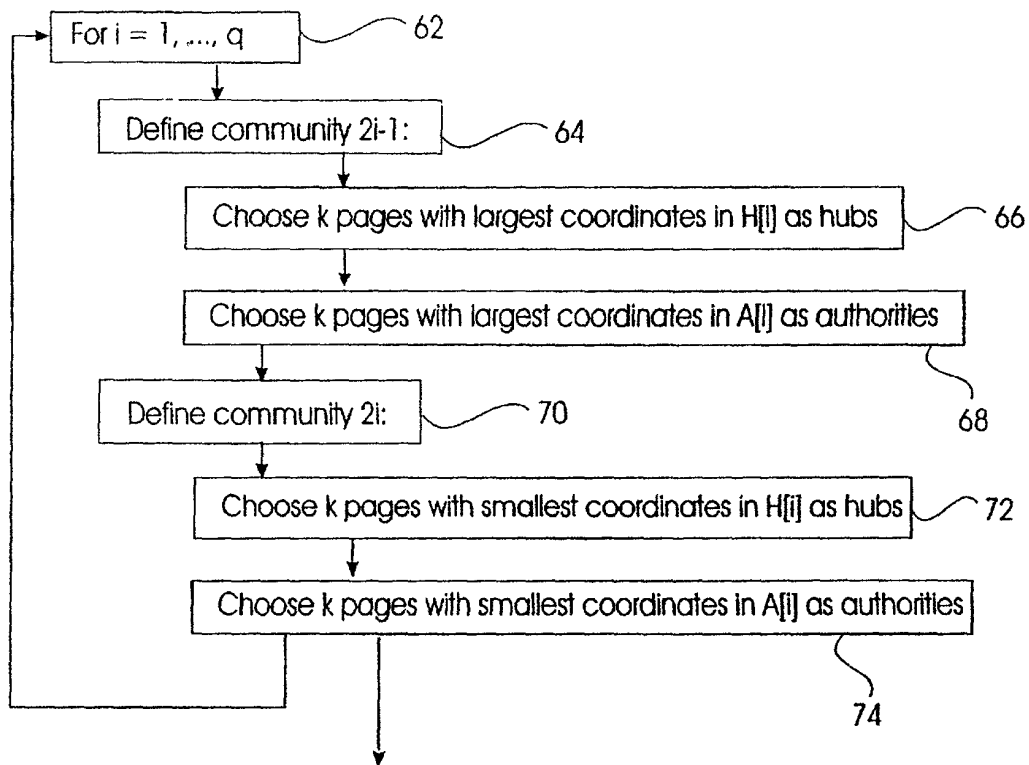 For i = 1, ..., q
62
Define community 2i-1:
64
Choose k pages with largest coordinates in H[i] as hubs
66
Choose k pages with largest coordinates in A[i] as authorities
68
Define community 2i:
70
Choose k pages with smallest coordinates in H[i] as hubs
72
Choose k pages with smallest coordinates in A[i] as authorities
74